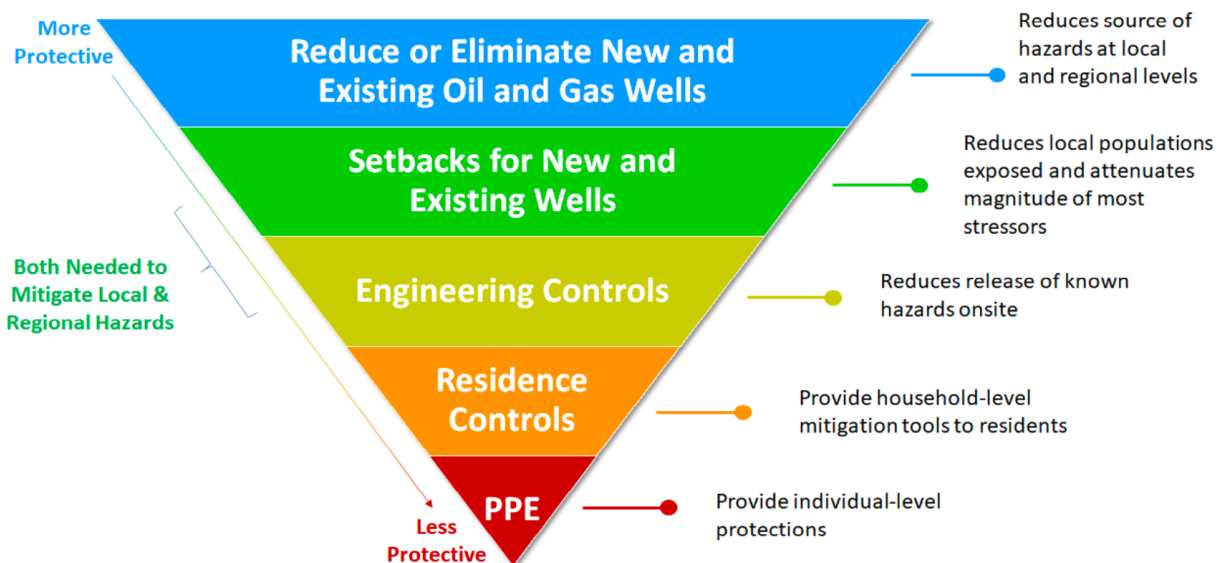 More
Protective
Reduce or Eliminate New and
Existing Oil and Gas Wells
Reduces source of
hazards at local
and regional levels
Setbacks for New and
Existing Wells
Reduces local populations
exposed and attenuates
magnitude of most
stressors
Both Needed to
Mitigate Local &
Regional Hazards
Engineering Controls
Reduces release of known
hazards onsite
Residence
Controls
Provide household-level
mitigation tools to residents
PPE
Provide individual-level
protections
Less
Protective